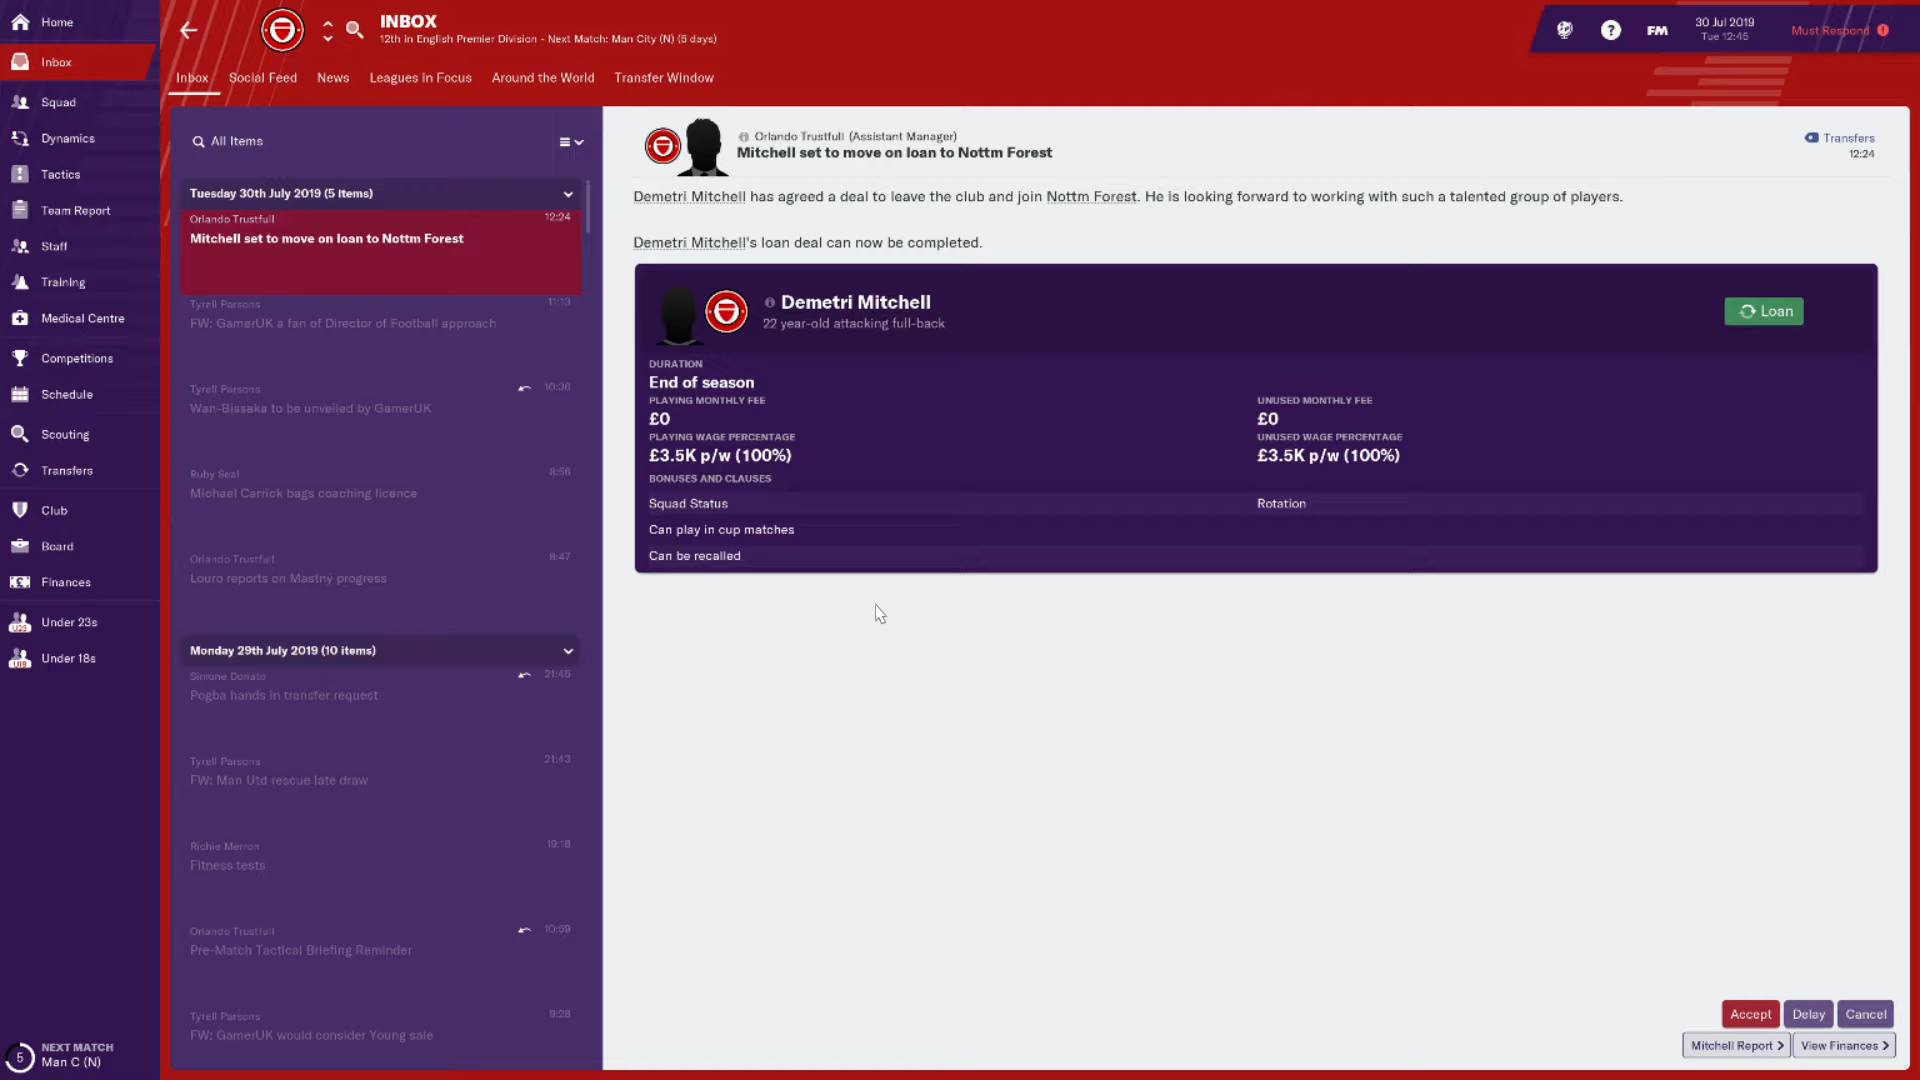 Home
Inbox
Squad
Dynamics
Tactics
Team Report
Staff
Training
Medical Centre
Competitions
Schedule
Scouting
Transfers
Club
Board
Finances
Under 23s
Under 18s
5
NEXT MATCH
Man C (N)
INBOX
12th in English Premier Division - Next Match: Man City (N) (5 days)
FM
30 Jul 2019
Tue 12:45
Must Respond
Inbox Social Feed News Leagues In Focus Around the World Transfer Window
All Items
Tuesday 30th July 2019 (5 Items)
Orlando Trustfull 12:24
Mitchell set to move on loan to Nottm Forest
Tyrell Parsons 11:13
FW: GamerUK a fan of Director of Football approach
Tyrell Parsons 10:36
Wan-Bissaka to be unveiled by GamerUK
Ruby Seal 8:56
Michael Carrick bags coaching licence
Orlando Trustfull 8:47
Louro reports on Mastný progress
Monday 29th July 2019 (10 items)
Simone Donato 21:45
Pogba hands in transfer request
Tyrell Parsons 21:43
FW: Man Utd rescue late draw
Richie Merron 19:18
Fitness tests
Orlando Trustfull 10:59
Pre-Match Tactical Briefing Reminder
Tyrell Parsons 9:28
FW: GamerUK would consider Young sale
Orlando Trustfull (Assistant Manager)
Mitchell set to move on loan to Nottm Forest
Transfers
12:24
Demetri Mitchell has agreed a deal to leave the club and join Nottm Forest. He is looking forward to working with such a talented group of players.
Demetri Mitchell's loan deal can now be completed.
Demetri Mitchell
22 year-old attacking full-back
Loan
DURATION
End of season
PLAYING MONTHLY FEE UNUSED MONTHLY FEE
£0 £0
PLAYING WAGE PERCENTAGE UNUSED WAGE PERCENTAGE
£3.5K p/w (100%) £3.5K p/w (100%)
BONUSES AND CLAUSES
Squad Status Rotation
Can play in cup matches
Can be recalled
Accept Delay Cancel
Mitchell Report View Finances